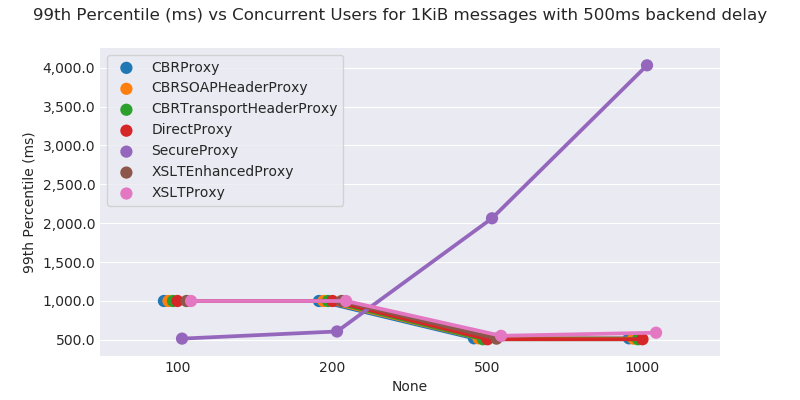 99th Percentile (ms) vs Concurrent Users for 1KiB messages with 500ms backend delay
CBRProxy
CBRSOAPHeaderProxy
CBRTransportHeaderProxy
DirectProxy
SecureProxy
XSLTEnhancedProxy
XSLTProxy
99th Percentile (ms)
4,000.0
3,500.0
3,000.0
2,500.0
2,000.0
1,500.0
1,000.0
500.0
100
200
500
1000
None